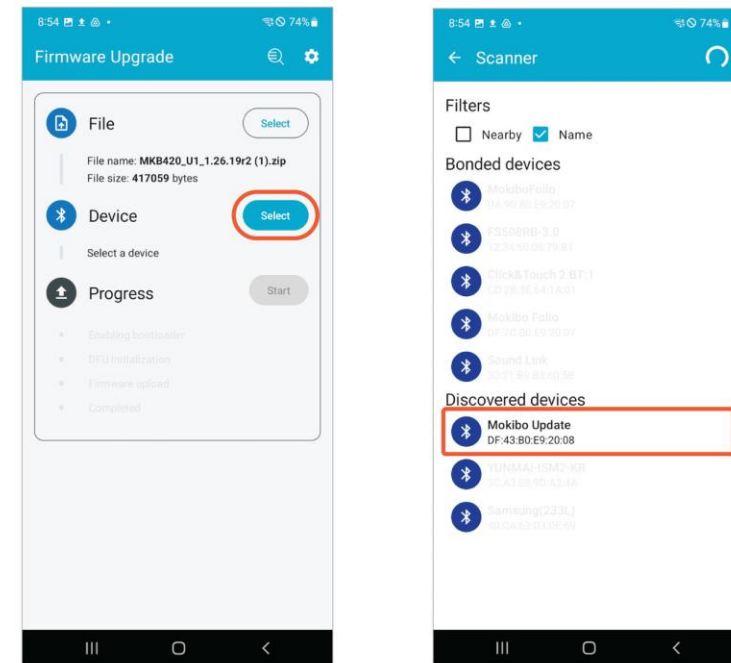 8:54
74%
Firmware Upgrade
File
Select
File name: MKB420_U1_1.26.19r2 (1).zip
File size: 417059 bytes
Device
Select
Select a device
Progress
Start
Enabling bootloader
DFU initialization
Firmware upload
Completed
8:54
74%
Scanner
Filters
Nearby
Name
Bonded devices
MokiboFolio
FS508RB-3.0
Click&Touch 2.BT:1
Mokibo Folio
Sound Link
Discovered devices
Mokibo Update
DF:43:B0:E9:20:08
YUNMAI-ISM2-KR
Samsung(233L)